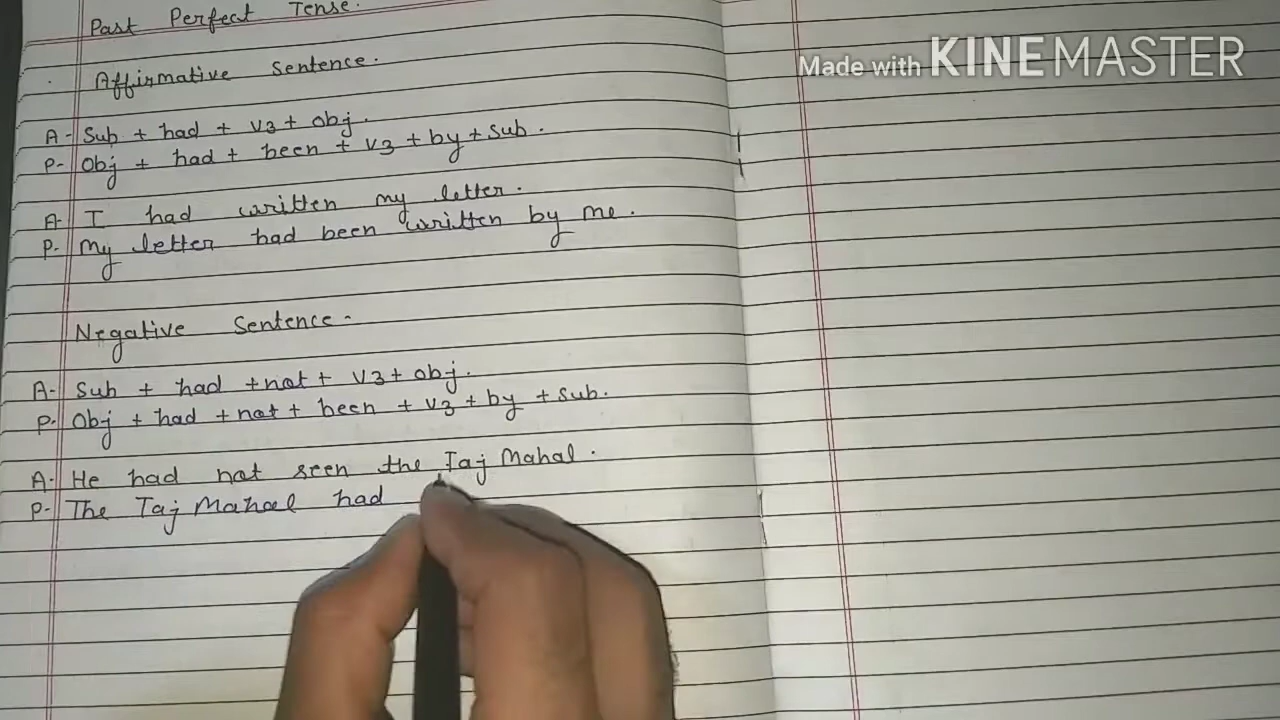 Past Perfect Tense.
Made with KINEMASTER
Affirmative Sentence.
A- Sub + had + V3 + obj.
P- Obj + had + been + V3 + by + sub.
A- I had written my letter.
P- My letter had been written by me.
Negative Sentence.
A- Sub + had + not + V3 + obj.
P- Obj + had + not + been + V3 + by + sub.
A- He had not seen the Taj Mahal.
P- The Taj Mahal had